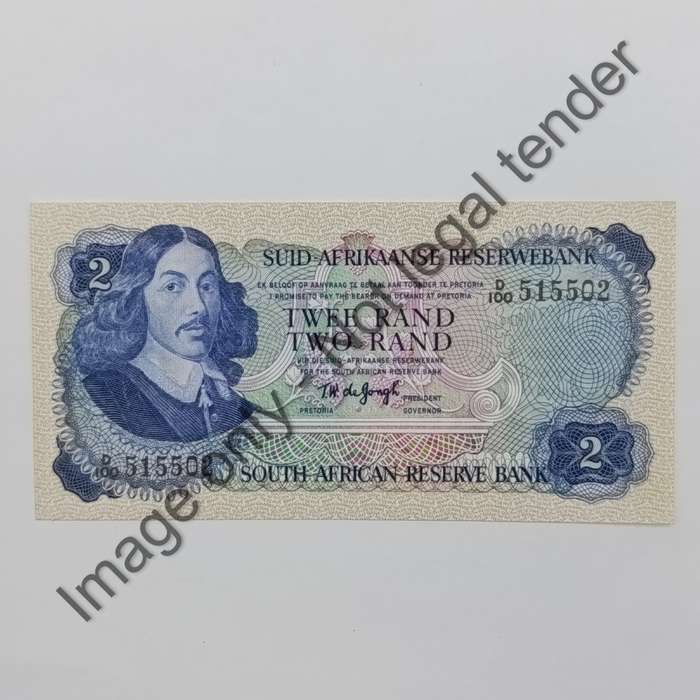 SUID-AFRIKAANSE RESERWEBANK
2
EK BELOOF OP AANVRAAG TE BETAAL AAN TOONDER TE PRETORIA
I PROMISE TO PAY THE BEARER ON DEMAND AT PRETORIA
D/100 515502
TWEE RAND
TWO RAND
VIR DIE SUID-AFRIKAANSE RESERWEBANK
FOR THE SOUTH AFRICAN RESERVE BANK
T.W. de Jongh
PRESIDENT
PRETORIA GOVERNOR
D/100 515502
SOUTH AFRICAN RESERVE BANK
2
Image only - not legal tender